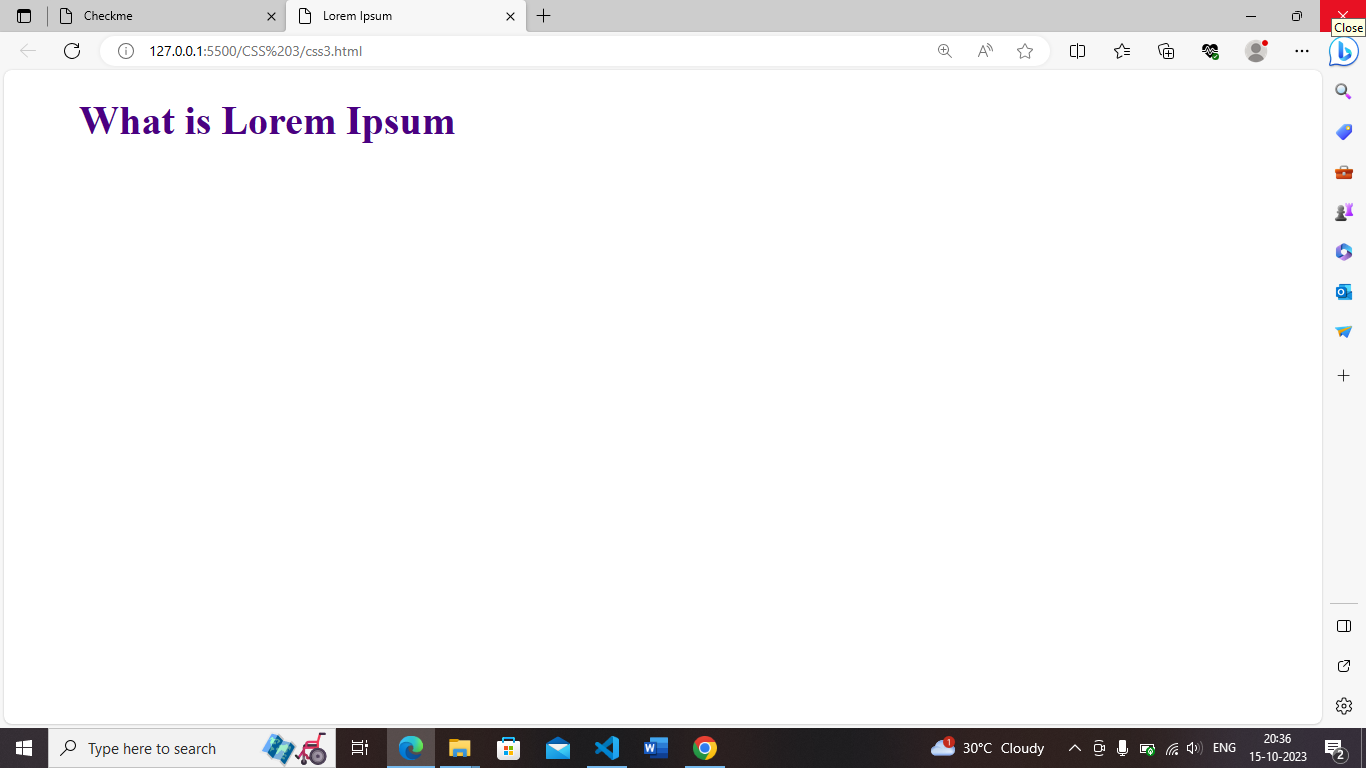 Checkme
Lorem Ipsum
Close
127.0.0.1:5500/CSS%203/css3.html
What is Lorem Ipsum
Type here to search
1
30°C Cloudy
ENG
20:36
15-10-2023
2